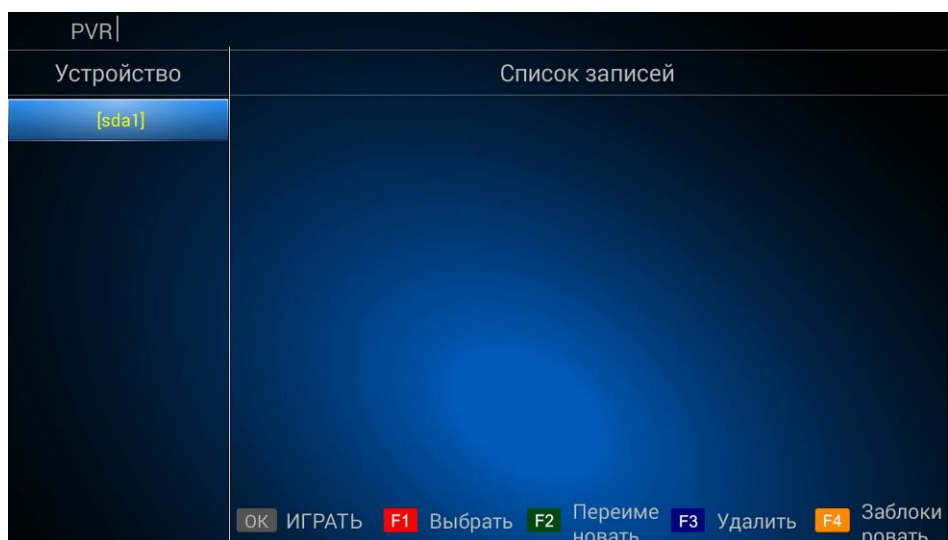 PVR
Устройство
Список записей
[sda1]
OK ИГРАТЬ F1 Выбрать F2 Переиме
новать F3 Удалить F4 Заблоки
ровать